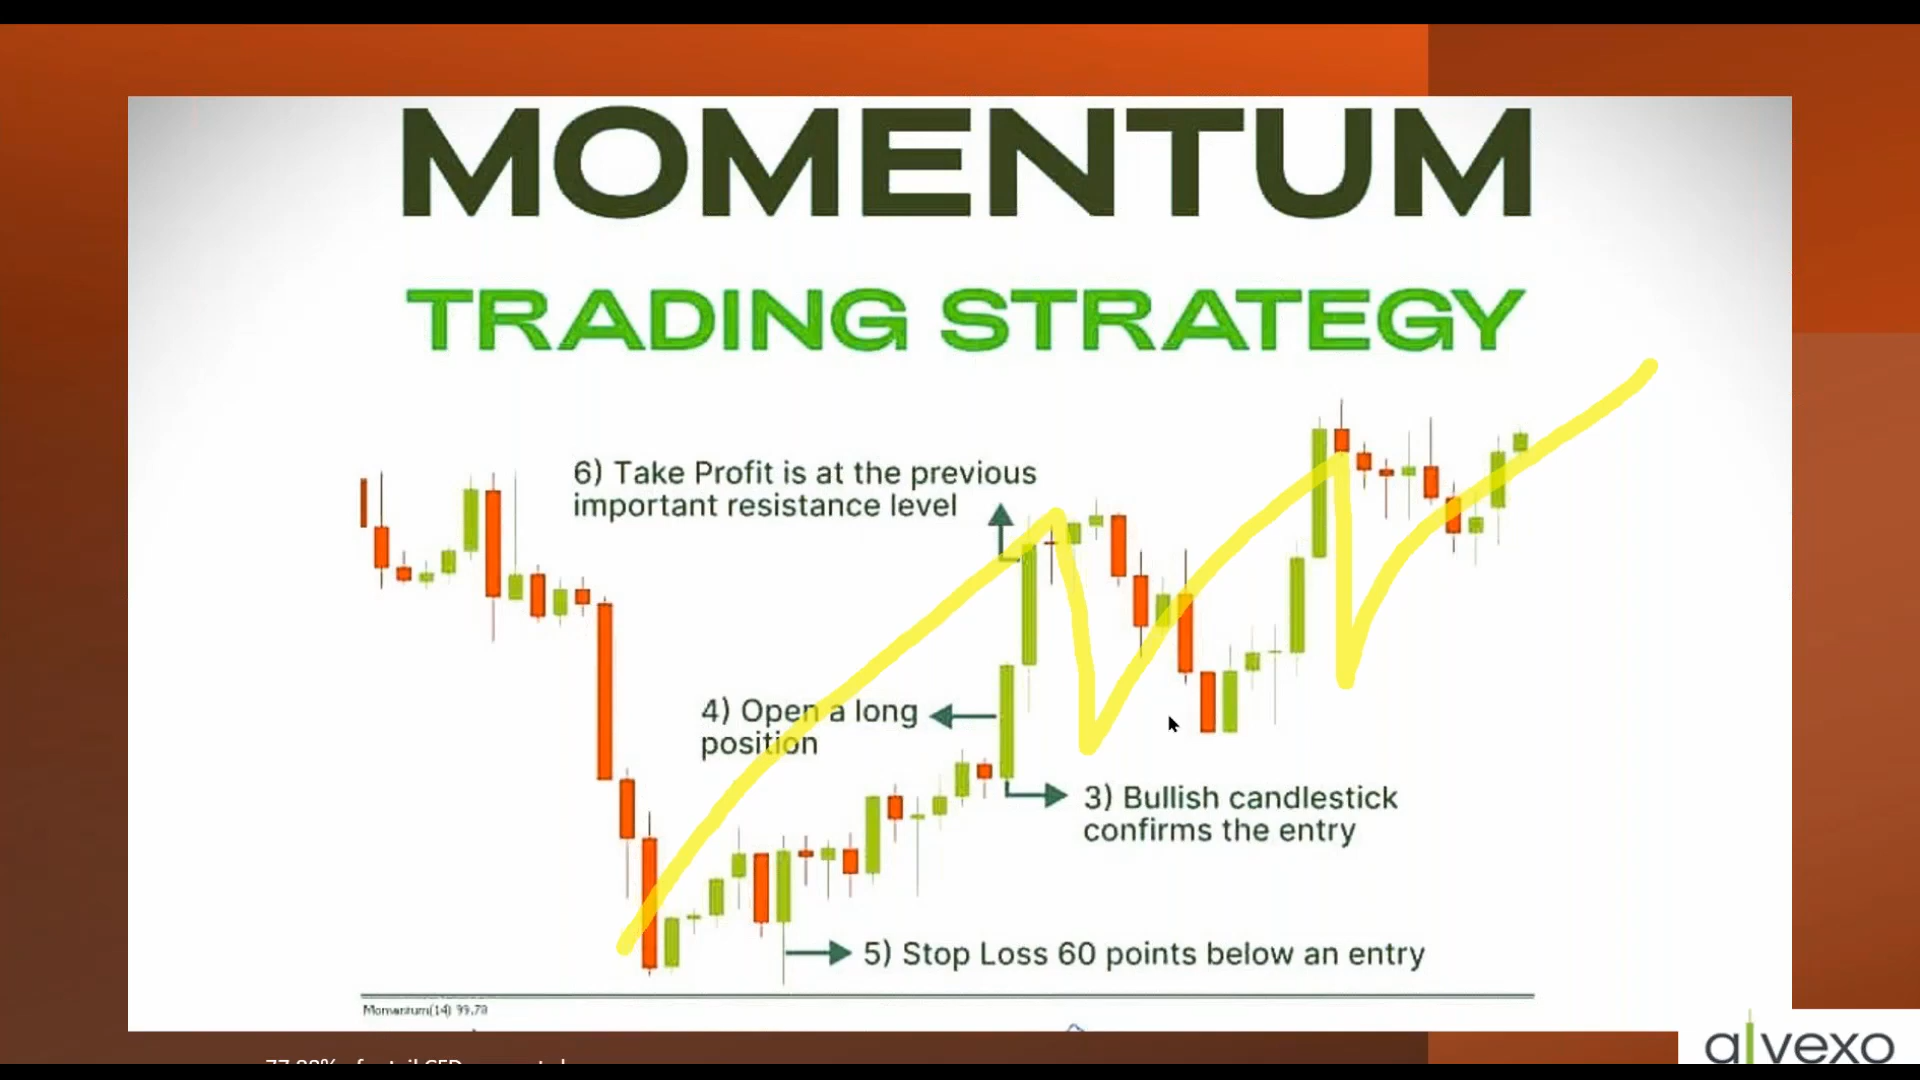 MOMENTUM
TRADING STRATEGY
6) Take Profit is at the previous
important resistance level
4) Open a long
position
3) Bullish candlestick
confirms the entry
5) Stop Loss 60 points below an entry
Momentum(14) 99.78
alvexo